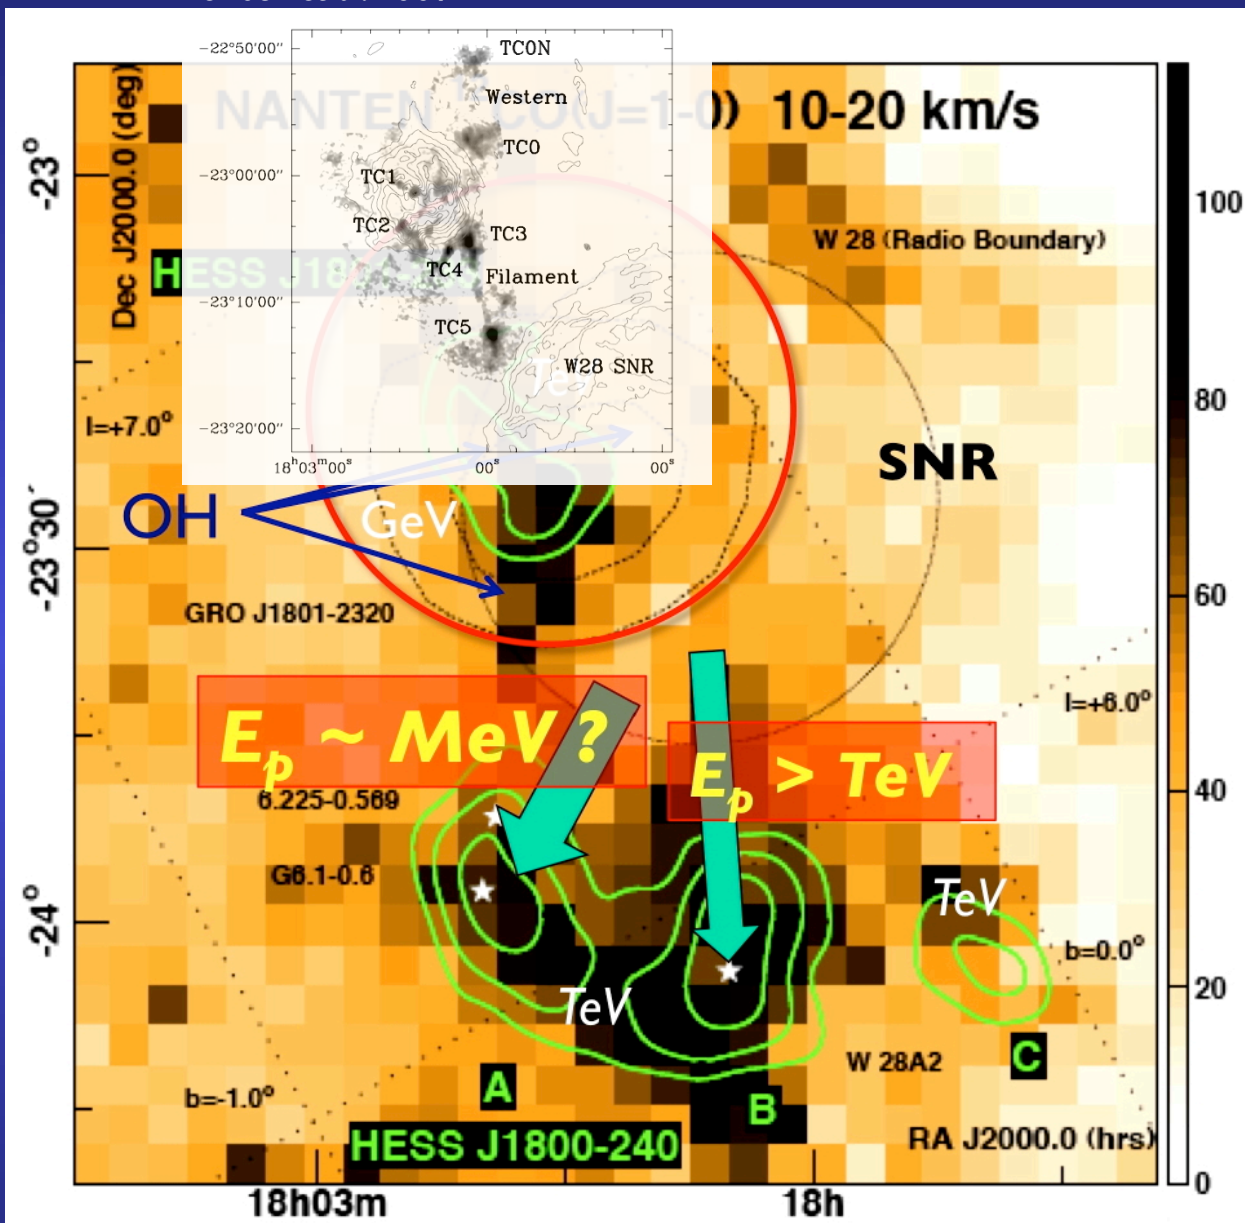 NANTEN CO(J=1-0) 10-20 km/s
Dec J2000.0 (deg)
-23°
-23°30´
-24°
-22°50'00"
-23°00'00"
-23°10'00"
-23°20'00"
18ʰ03ᵐ00ˢ
00ˢ
00ˢ
TC0N
Western
TC0
TC1
TC2
TC3
TC4
Filament
TC5
W28 SNR
HESS J18
TeV
W 28 (Radio Boundary)
l=+7.0°
SNR
OH
GeV
GRO J1801-2320
l=+6.0°
Eₚ ~ MeV ?
Eₚ > TeV
6.225-0.569
G6.1-0.6
TeV
b=0.0°
TeV
W 28A2
C
A
B
b=-1.0°
HESS J1800-240
RA J2000.0 (hrs)
18h03m
18h
100
80
60
40
20
0